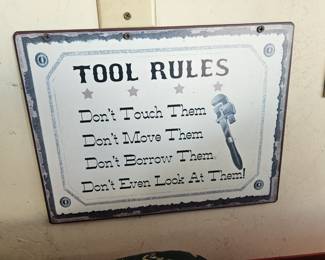 TOOL RULES
Don't Touch Them
Don't Move Them
Don't Borrow Them
Don't Even Look At Them!